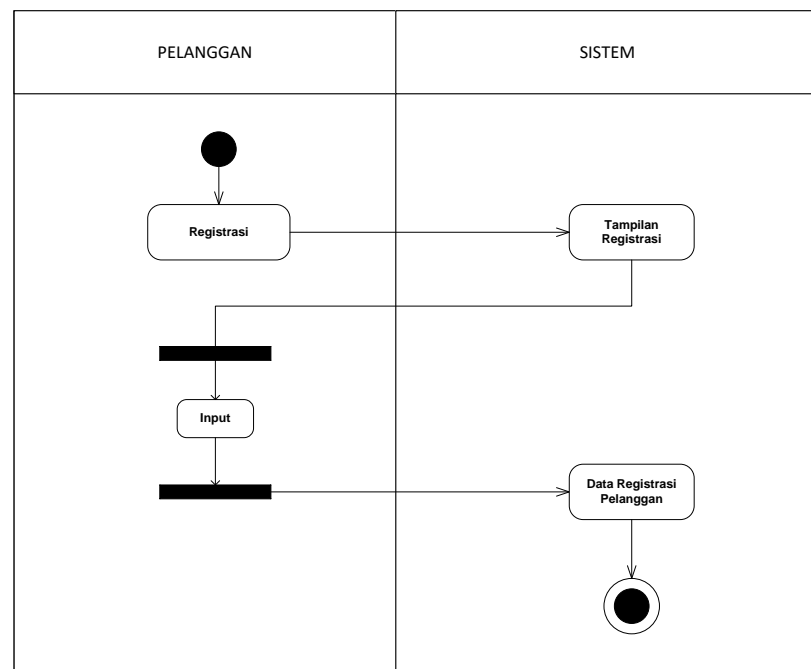 PELANGGAN
SISTEM
Registrasi
Tampilan
Registrasi
Input
Data Registrasi
Pelanggan